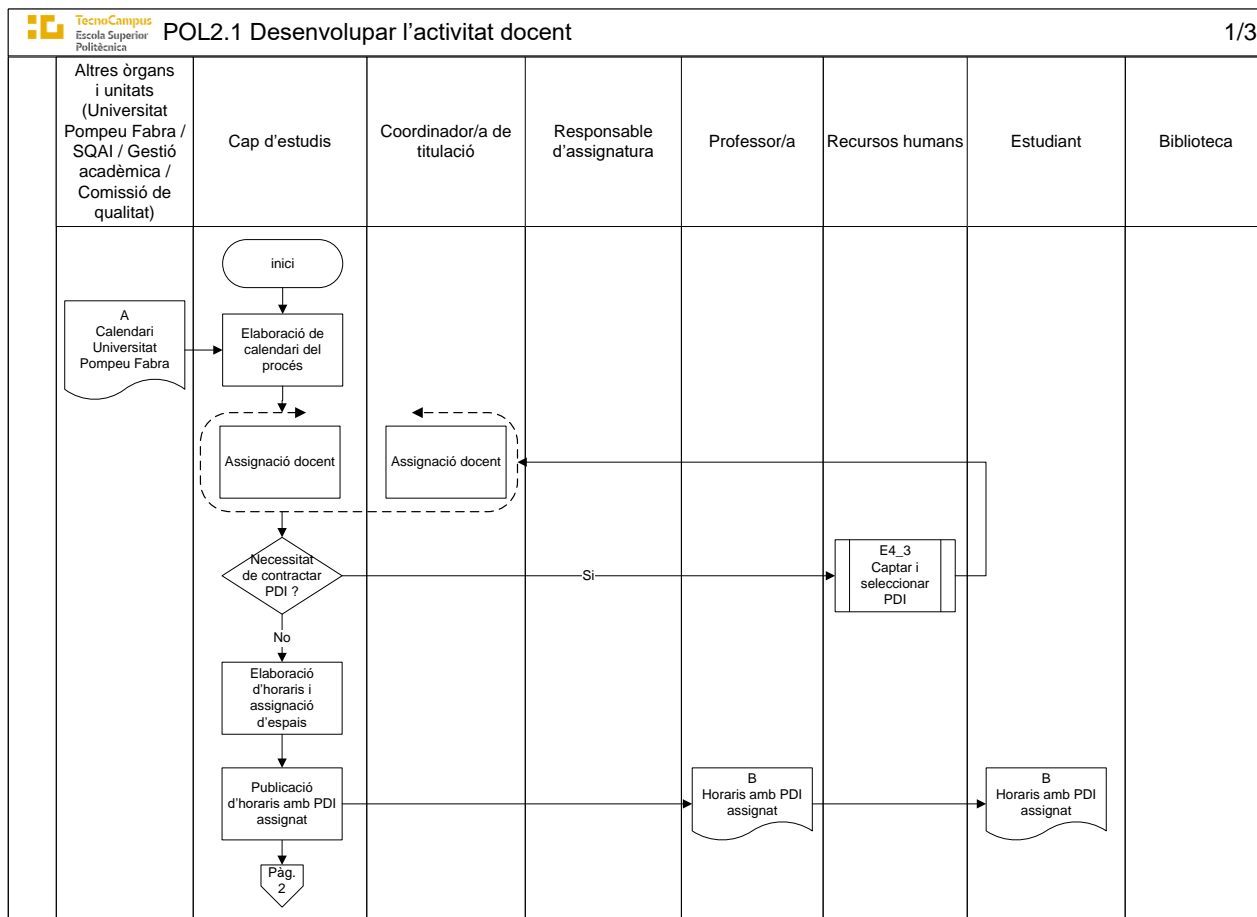 TecnoCampus
Escola Superior
Politècnica
POL2.1 Desenvolupar l'activitat docent
1/3
Altres òrgans
i unitats
(Universitat
Pompeu Fabra /
SQAI / Gestió
acadèmica /
Comissió de
qualitat)
Cap d'estudis
Coordinador/a de
titulació
Responsable
d'assignatura
Professor/a
Recursos humans
Estudiant
Biblioteca
inici
A
Calendari
Universitat
Pompeu Fabra
Elaboració de
calendari del
procés
Assignació docent
Assignació docent
Necessitat
de contractar
PDI ?
Si
E4_3
Captar i
seleccionar
PDI
No
Elaboració
d'horaris i
assignació
d'espais
Publicació
d'horaris amb PDI
assignat
B
Horaris amb PDI
assignat
B
Horaris amb PDI
assignat
Pàg.
2